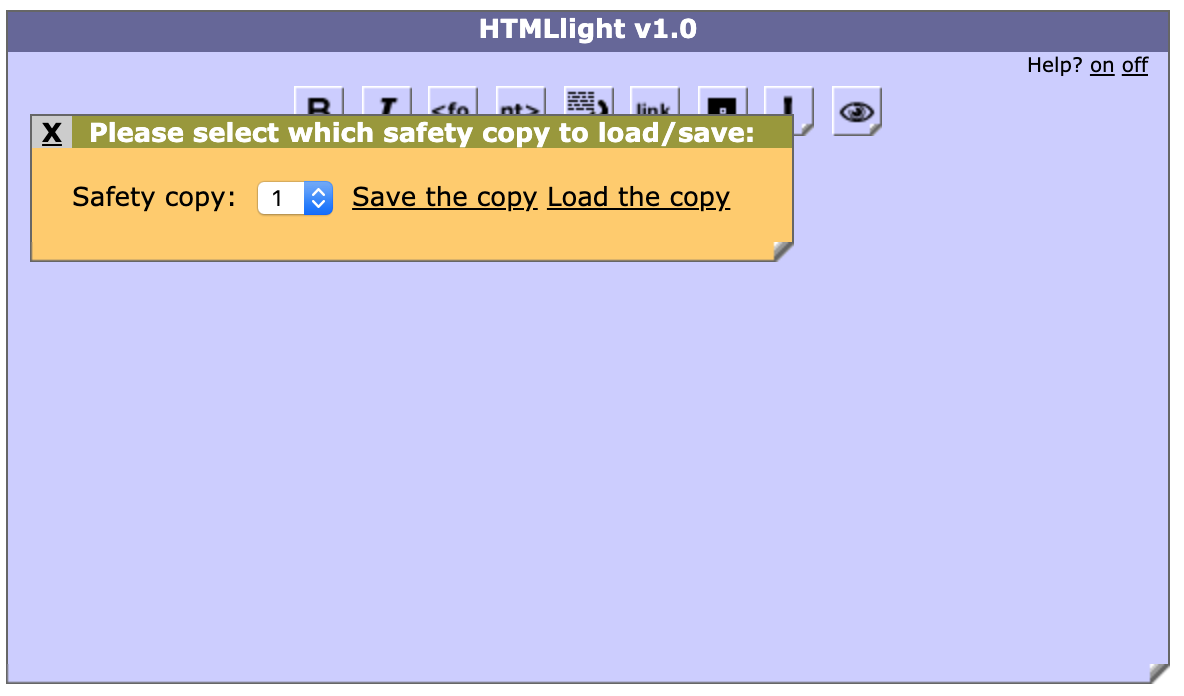 HTMLlight v1.0
Help? on off
B I <fo nt> link !
X Please select which safety copy to load/save:
Safety copy: 1 Save the copy Load the copy